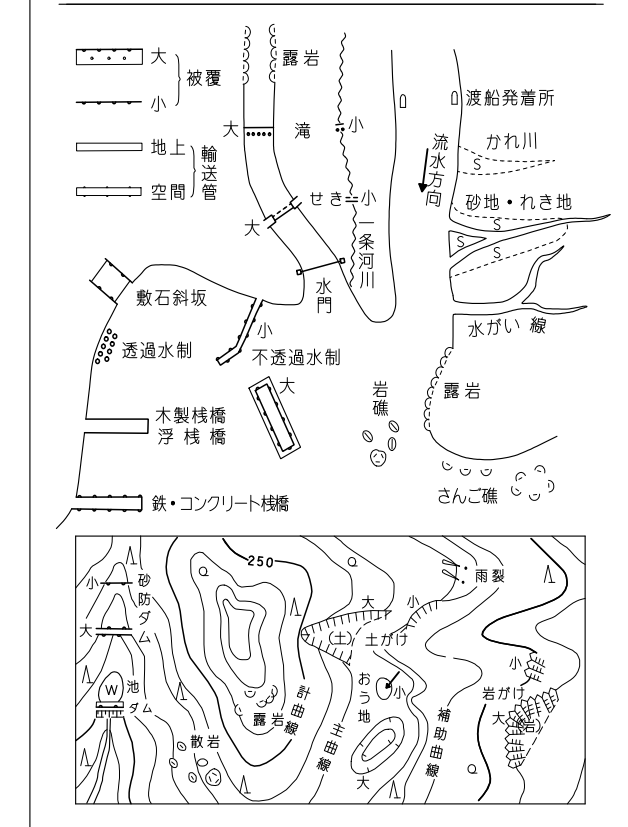 大
被覆
小
地上
輸送管
空間
露岩
大
滝
小
渡船発着所
かれ川
S
流水方向
砂地・れき地
S
S
S
せき
小
大
一条河川
水門
水がい線
敷石斜坂
小
透過水制
不透過水制
大
岩礁
露岩
木製桟橋
浮桟橋
さんご礁
鉄・コンクリート桟橋
250
Q
Q
雨裂
小
砂防ダム
大
大
小
(土)
土がけ
小
W
池
ダム
おう地
小
岩がけ
大
(岩)
露岩
計曲線
主曲線
補助曲線
散岩
大
Q